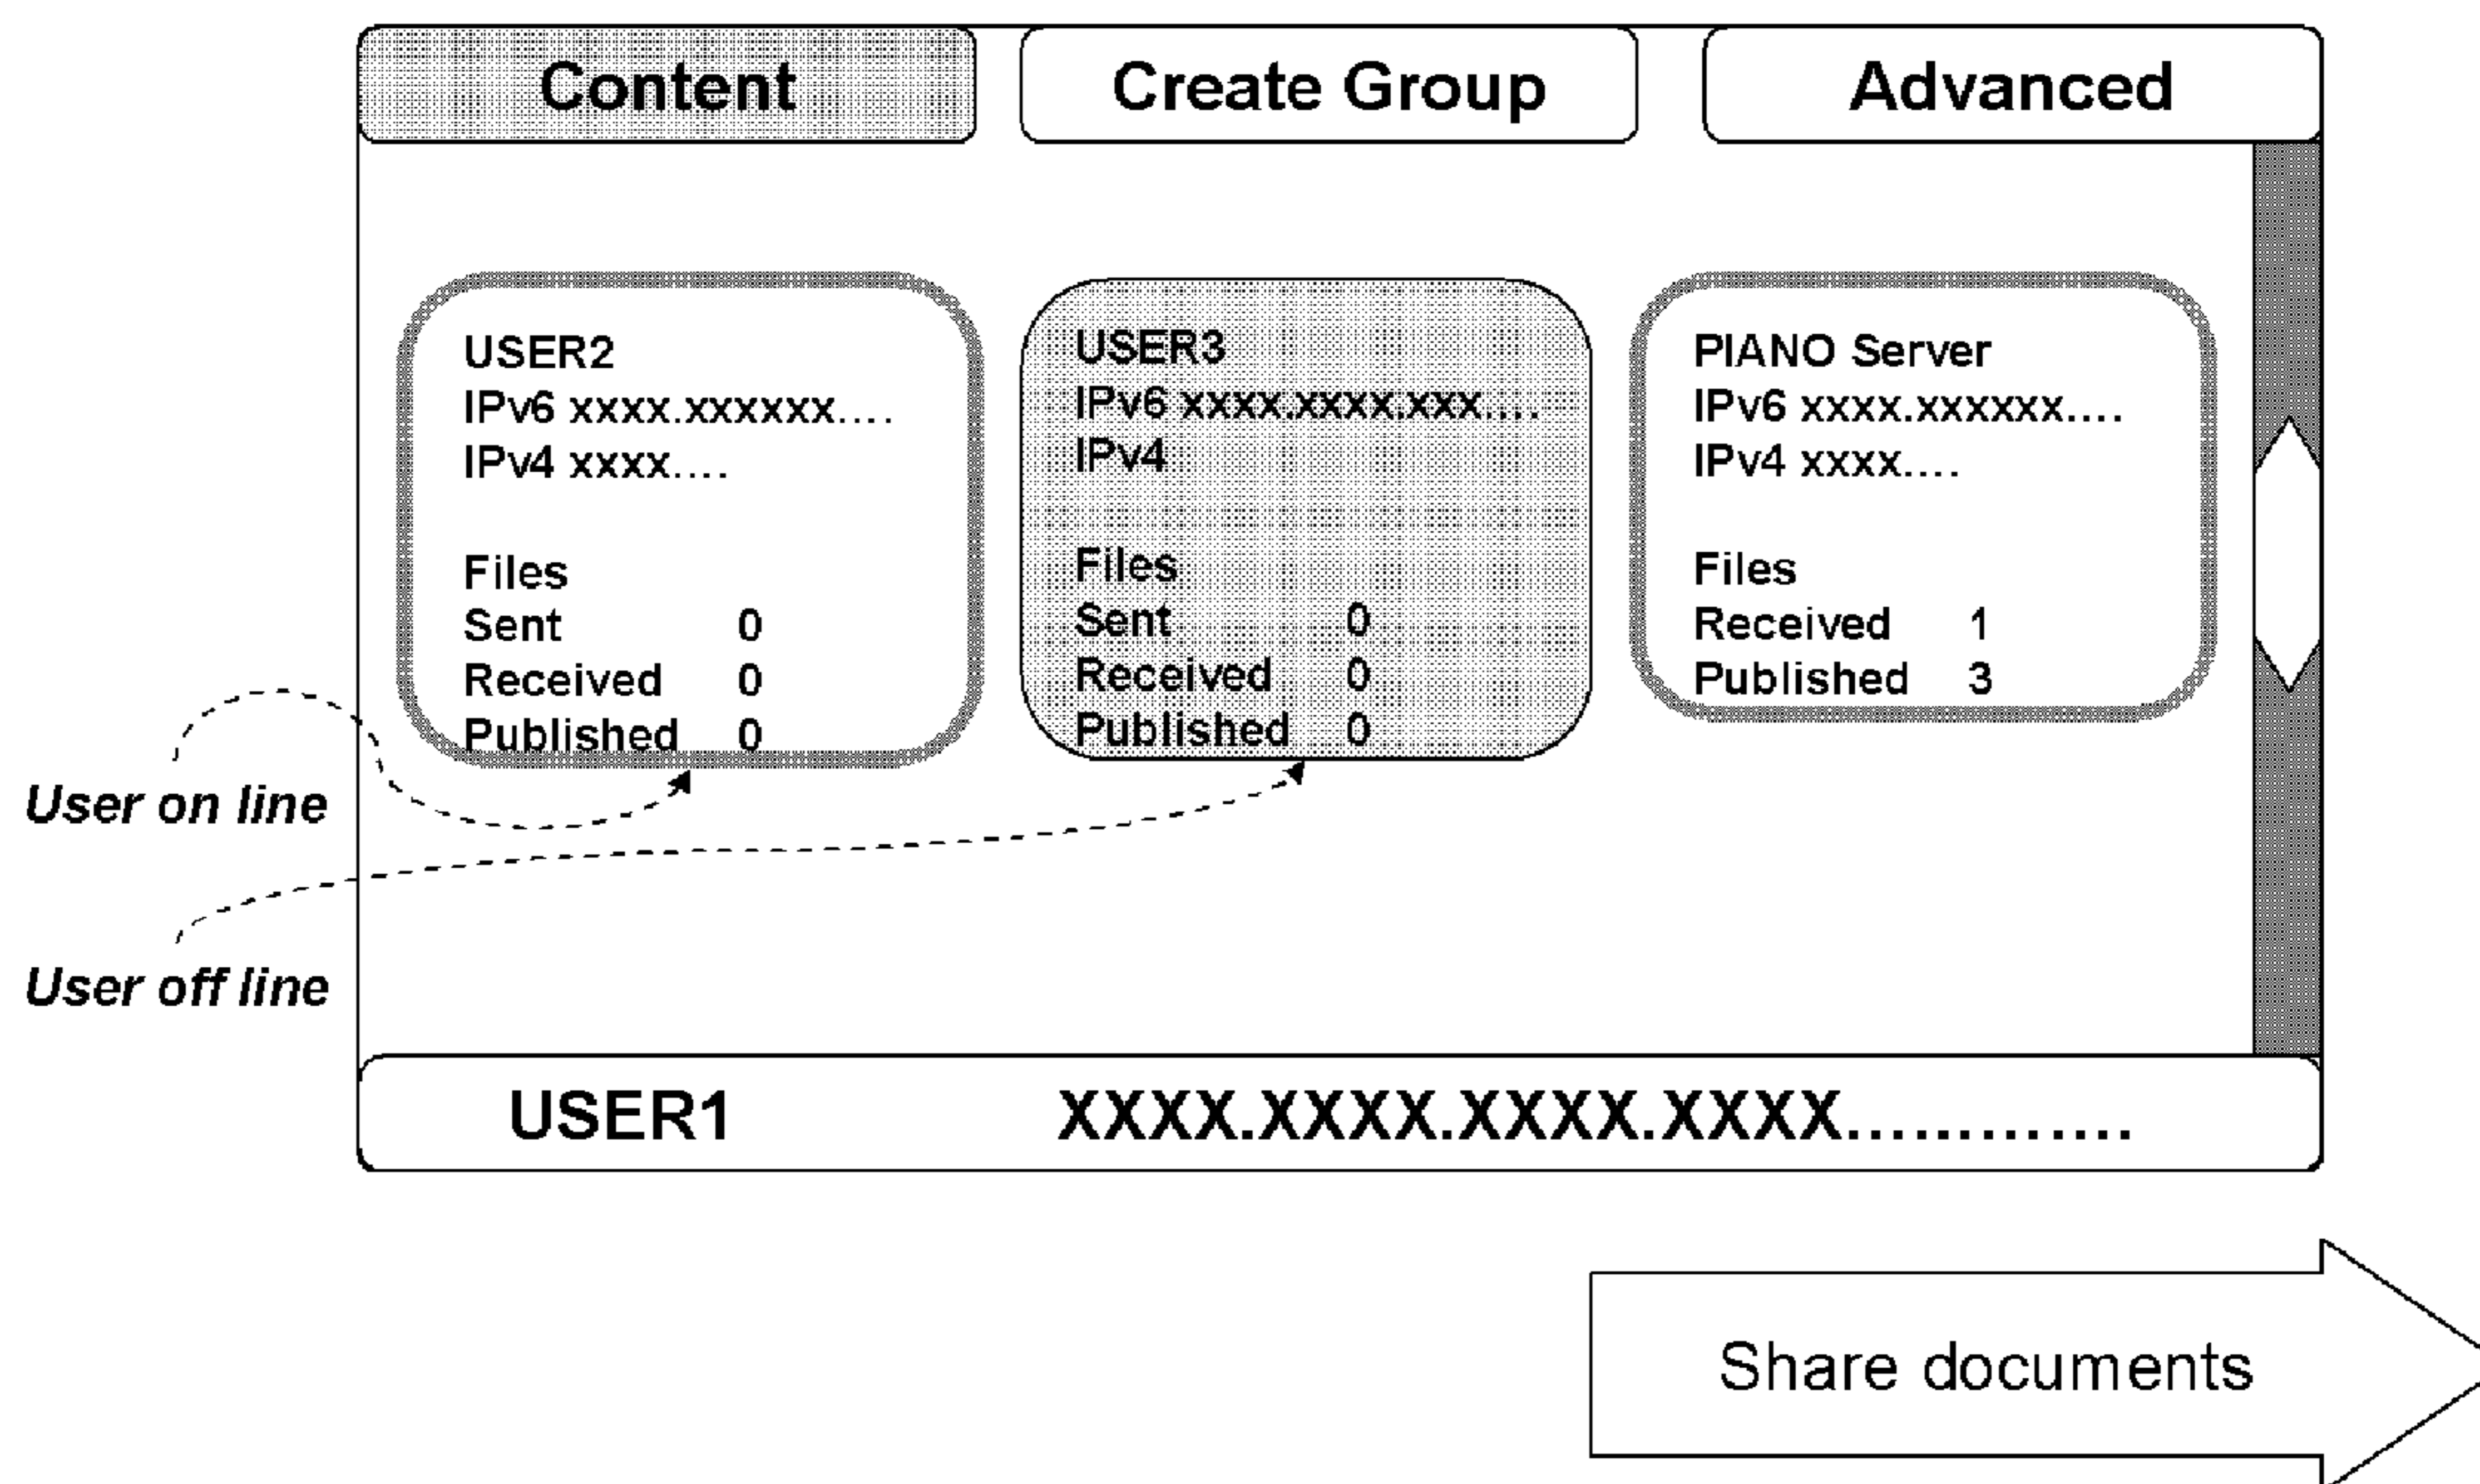 Content
Create Group
Advanced
USER2
IPv6 xxxx.xxxxxx....
IPv4 xxxx....
Files
Sent 0
Received 0
Published 0
USER3
IPv6 xxxx.xxxx.xxx....
IPv4
Files
Sent 0
Received 0
Published 0
PIANO Server
IPv6 xxxx.xxxxxx....
IPv4 xxxx....
Files
Received 1
Published 3
User on line
User off line
USER1 XXXX.XXXX.XXXX.XXXX.............
Share documents